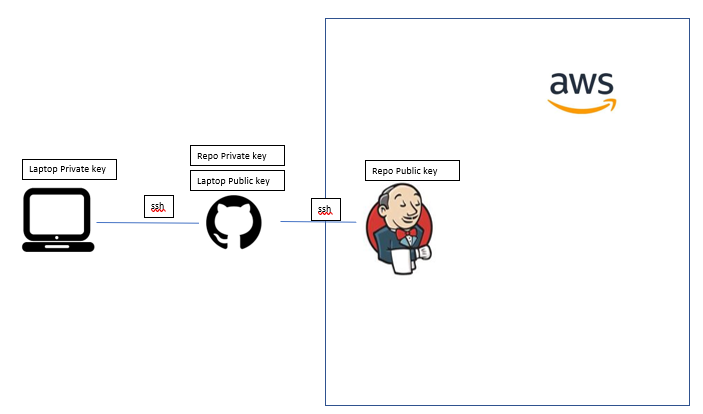 aws
Repo Private key
Laptop Private key
Laptop Public key
Repo Public key
ssh
ssh